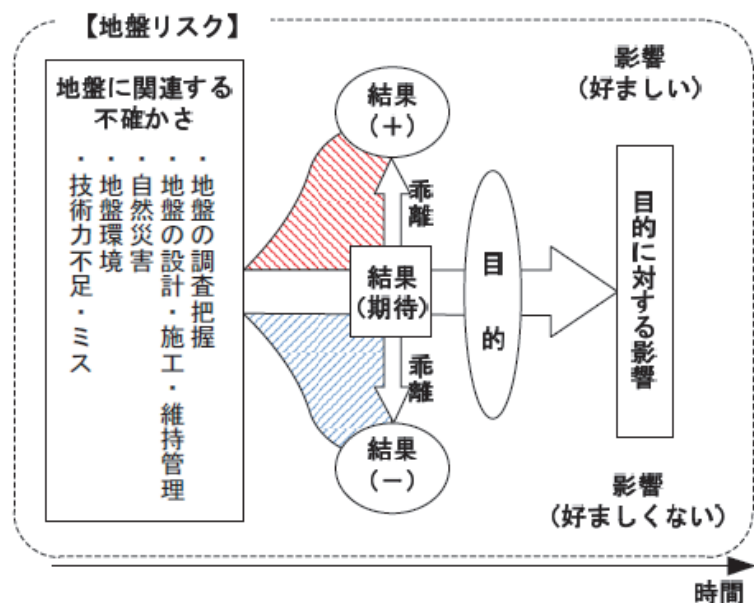 【地盤リスク】
地盤に関連する
不確かさ
・地盤の調査把握
・地盤の設計・施工・維持管理
・自然災害
・地盤環境
・技術力不足・ミス
結果
（＋）
乖離
結果
（期待）
乖離
結果
（－）
目的
影響
（好ましい）
目的に対する影響
影響
（好ましくない）
時間